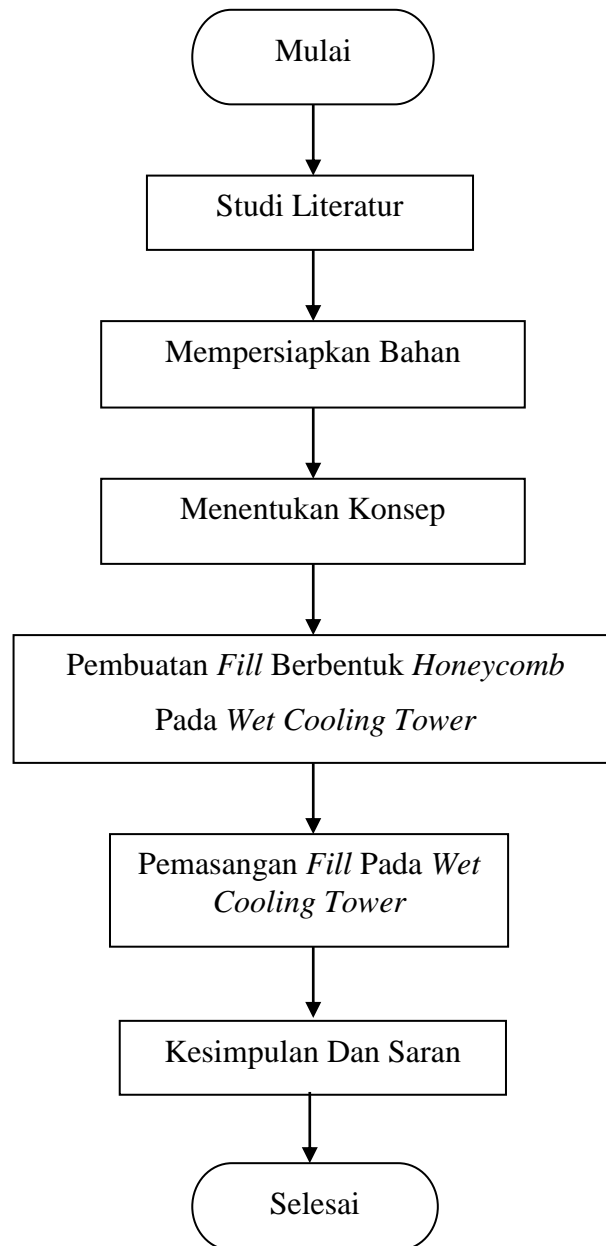 Mulai
Studi Literatur
Mempersiapkan Bahan
Menentukan Konsep
Pembuatan Fill Berbentuk Honeycomb
Pada Wet Cooling Tower
Pemasangan Fill Pada Wet
Cooling Tower
Kesimpulan Dan Saran
Selesai